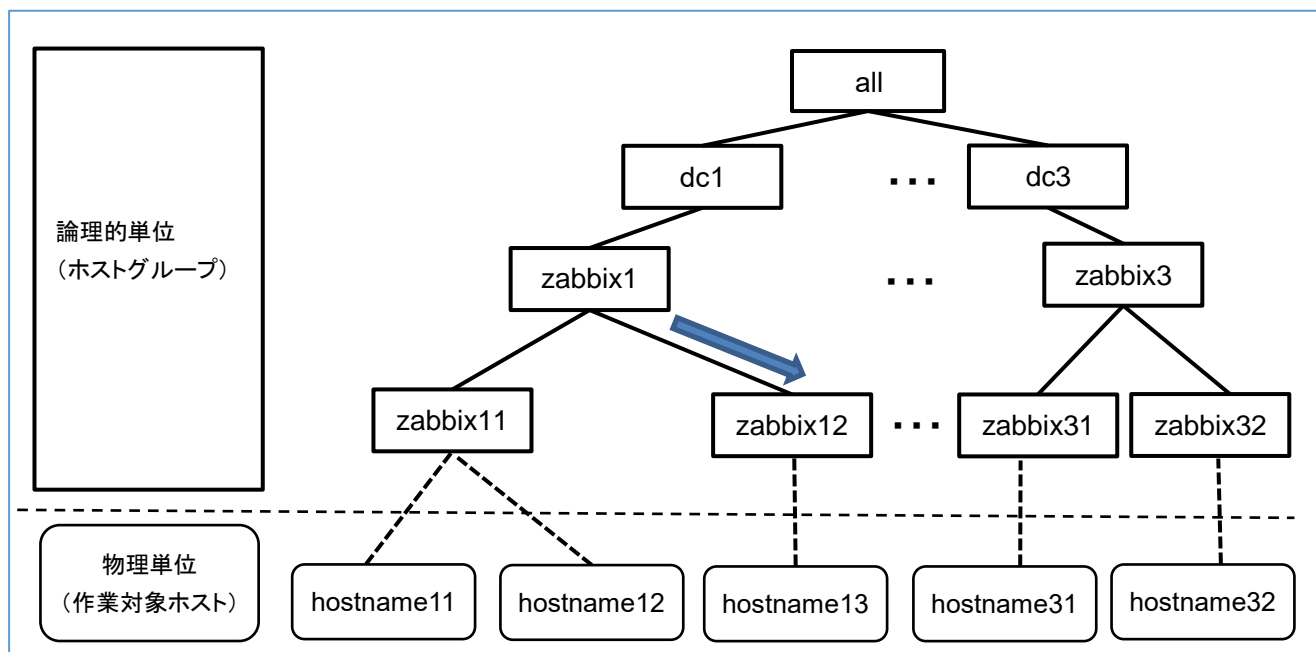 all
dc1
...
dc3
論理的単位
（ホストグループ）
zabbix1
...
zabbix3
zabbix11
zabbix12
...
zabbix31
zabbix32
物理単位
（作業対象ホスト）
hostname11
hostname12
hostname13
hostname31
hostname32